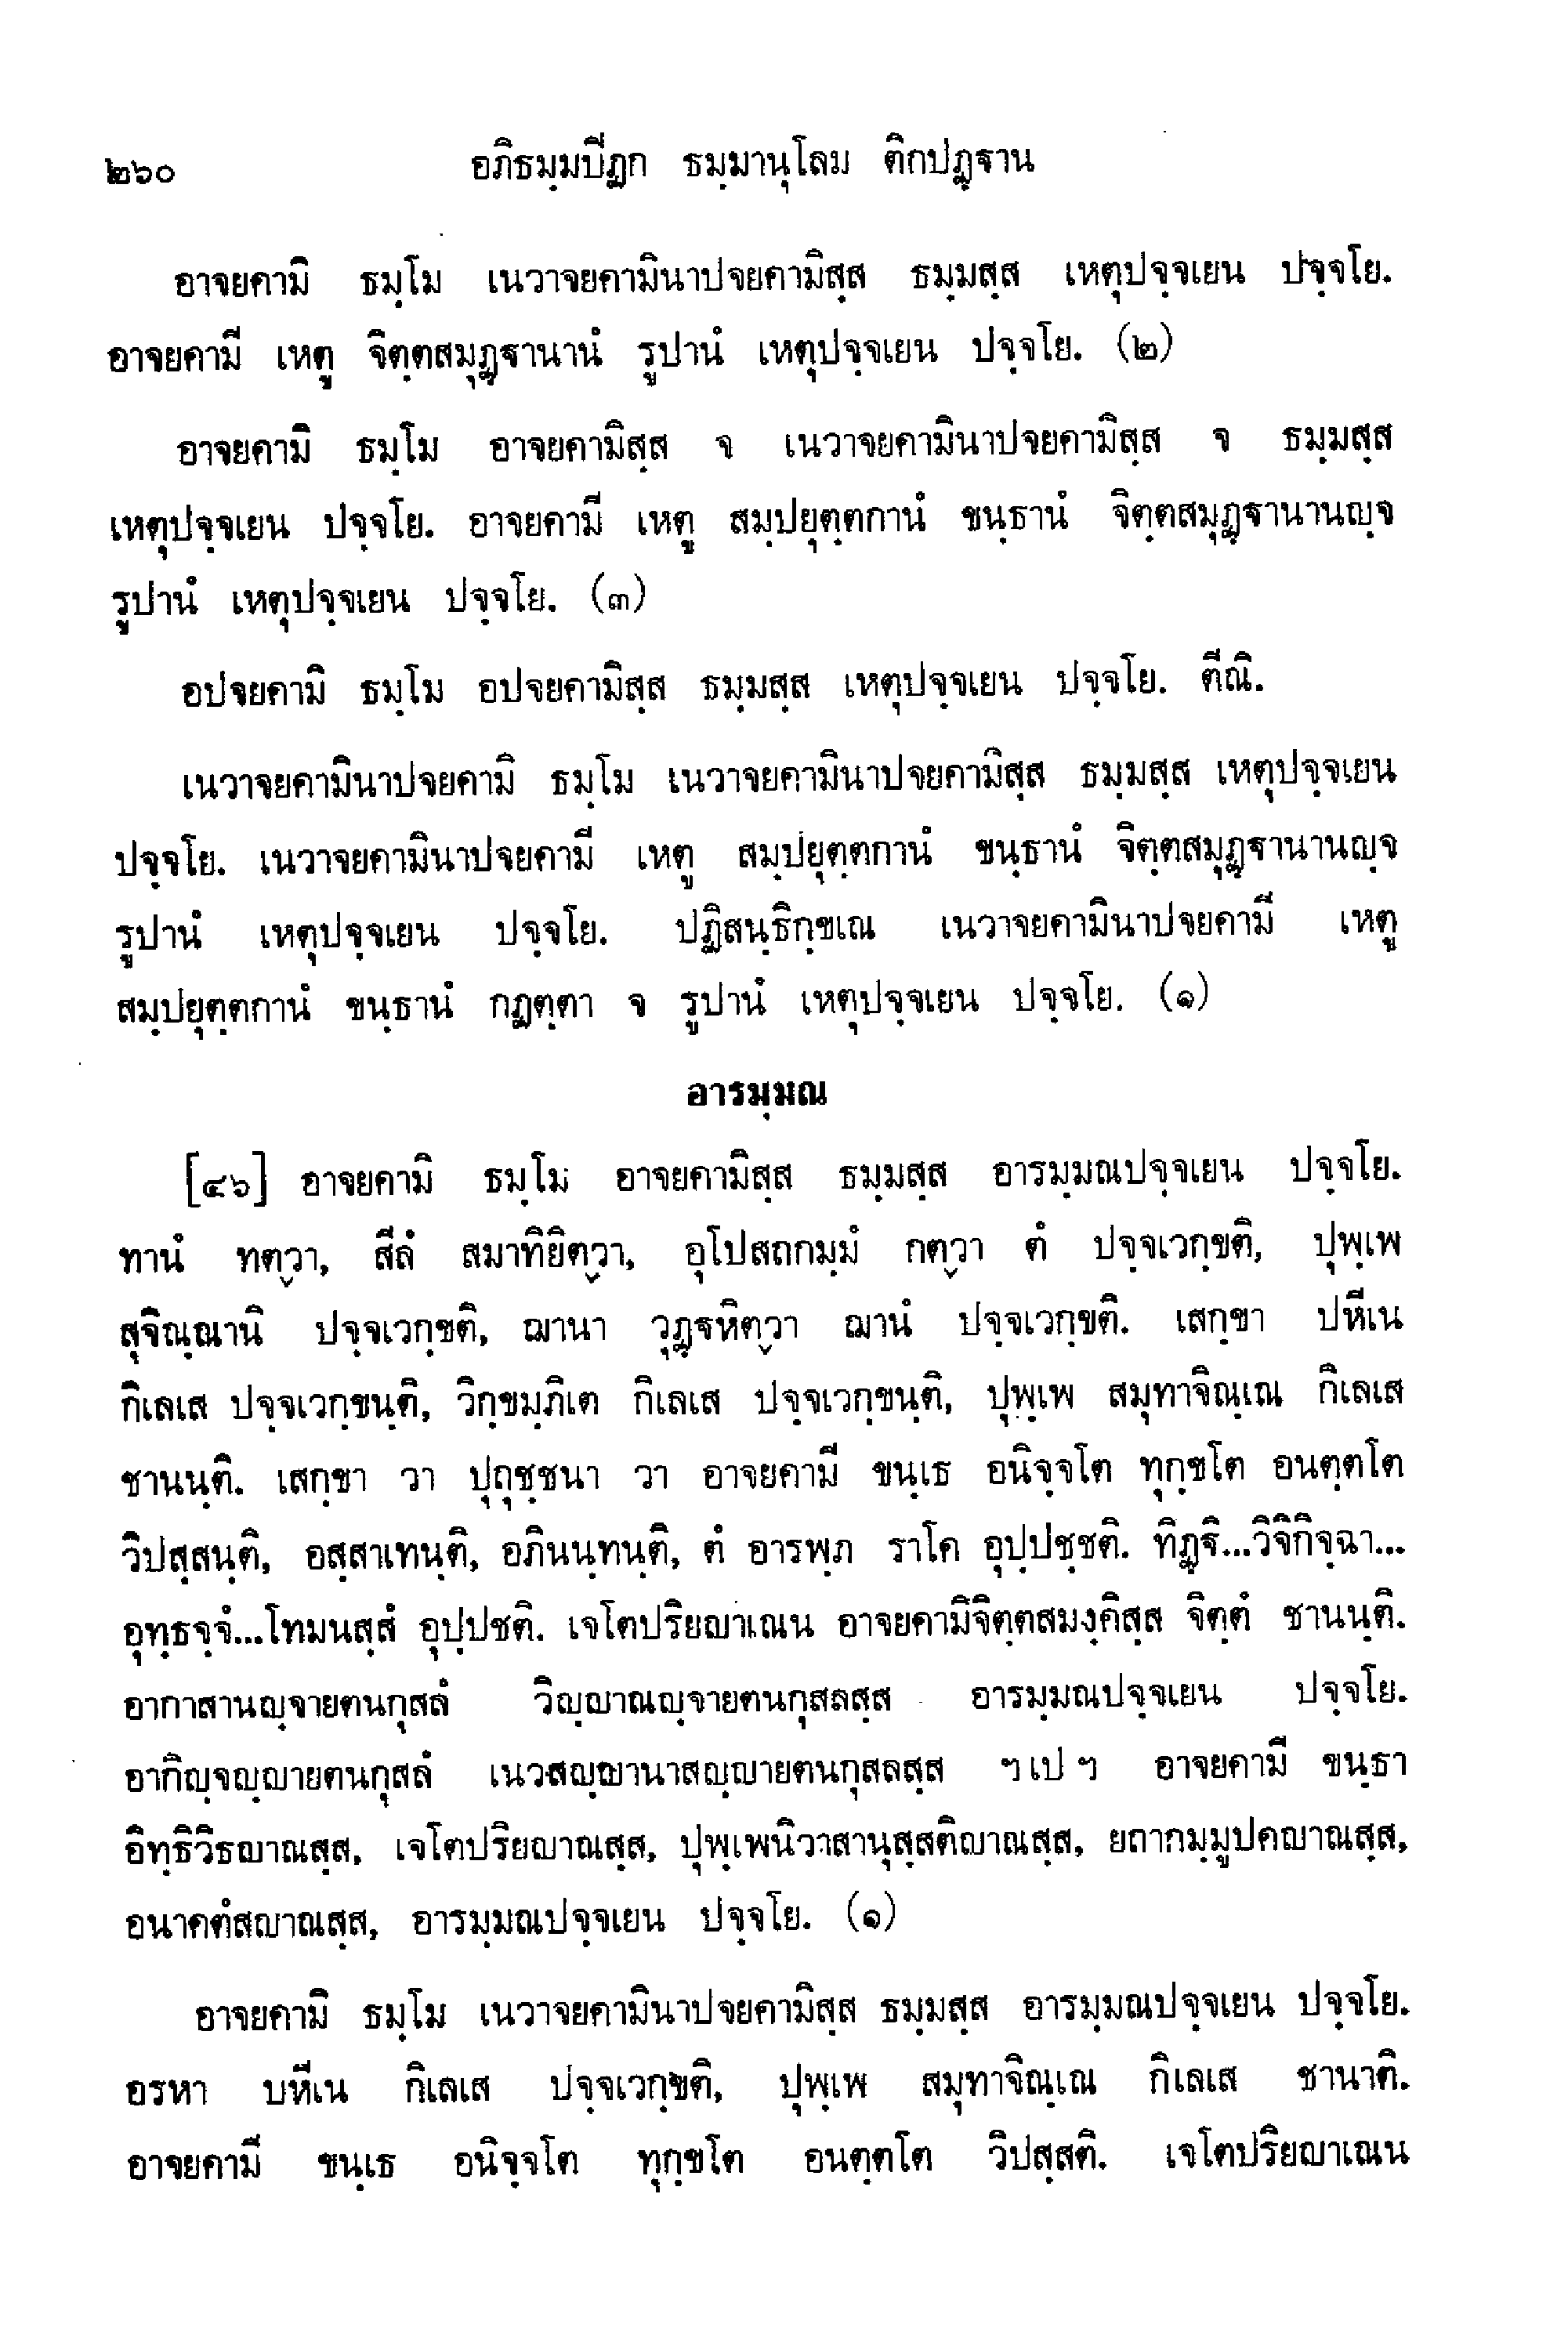 ๒๖๐ อภิธมฺมปีฏก ธมฺมานุโลม ติกปฏฺฐาน
อาจยคามิ ธมฺโม เนวาจยคามินาปจยคามิสฺส ธมฺมสฺส เหตุปจฺจเยน ปจฺจโย.
อาจยคามี เหตู จิตฺตสมุฏฺฐานานํ รูปานํ เหตุปจฺจเยน ปจฺจโย. (๒)
อาจยคามิ ธมฺโม อาจยคามิสฺส จ เนวาจยคามินาปจยคามิสฺส จ ธมฺมสฺส
เหตุปจฺจเยน ปจฺจโย. อาจยคามี เหตู สมฺปยุตฺตกานํ ขนฺธานํ จิตฺตสมุฏฺฐานานญฺจ
รูปานํ เหตุปจฺจเยน ปจฺจโย. (๓)
อปจยคามิ ธมฺโม อปจยคามิสฺส ธมฺมสฺส เหตุปจฺจเยน ปจฺจโย. ตีณิ.
เนวาจยคามินาปจยคามิ ธมฺโม เนวาจยคามินาปจยคามิสฺส ธมฺมสฺส เหตุปจฺจเยน
ปจฺจโย. เนวาจยคามินาปจยคามี เหตู สมฺปยุตฺตกานํ ขนฺธานํ จิตฺตสมุฏฺฐานานญฺจ
รูปานํ เหตุปจฺจเยน ปจฺจโย. ปฏิสนฺธิกฺขเณ เนวาจยคามินาปจยคามี เหตู
สมฺปยุตฺตกานํ ขนฺธานํ กฏตฺตา จ รูปานํ เหตุปจฺจเยน ปจฺจโย. (๑)
อารมฺมณ
[๔๖] อาจยคามิ ธมฺโม อาจยคามิสฺส ธมฺมสฺส อารมฺมณปจฺจเยน ปจฺจโย.
ทานํ ทตฺวา, สีลํ สมาทิยิตฺวา, อุโปสถกมฺมํ กตฺวา ตํ ปจฺจเวกฺขติ, ปุพฺเพ
สุจิณฺณานิ ปจฺจเวกฺขติ, ฌานา วุฏฺฐหิตฺวา ฌานํ ปจฺจเวกฺขติ. เสกฺขา ปหีเน
กิเลเส ปจฺจเวกฺขนฺติ, วิกฺขมฺภิเต กิเลเส ปจฺจเวกฺขนฺติ, ปุพฺเพ สมุทาจิณฺเณ กิเลเส
ชานนฺติ. เสกฺขา วา ปุถุชฺชนา วา อาจยคามี ขนฺเธ อนิจฺจโต ทุกฺขโต อนตฺตโต
วิปสฺสนฺติ, อสฺสาเทนฺติ, อภินนฺทนฺติ, ตํ อารพฺภ ราโค อุปฺปชฺชติ. ทิฏฺฐิ...วิจิกิจฺฉา...
อุทฺธจฺจํ...โทมนสฺสํ อุปฺปชติ. เจโตปริยญาเณน อาจยคามิจิตฺตสมงฺคิสฺส จิตฺตํ ชานนฺติ.
อากาสานญฺจายตนกุสลํ วิญฺญาณญฺจายตนกุสลสฺส อารมฺมณปจฺจเยน ปจฺจโย.
อากิญฺจญฺญายตนกุสลํ เนวสญฺญานาสญฺญายตนกุสลสฺส ฯเปฯ อาจยคามี ขนฺธา
อิทฺธิวิธญาณสฺส, เจโตปริยญาณสฺส, ปุพฺเพนิวาสานุสฺสติญาณสฺส, ยถากมฺมูปคญาณสฺส,
อนาคตํสญาณสฺส, อารมฺมณปจฺจเยน ปจฺจโย. (๑)
อาจยคามิ ธมฺโม เนวาจยคามินาปจยคามิสฺส ธมฺมสฺส อารมฺมณปจฺจเยน ปจฺจโย.
อรหา บหีเน กิเลเส ปจฺจเวกฺขติ, ปุพฺเพ สมุทาจิณฺเณ กิเลเส ชานาติ.
อาจยคามี ขนฺเธ อนิจฺจโต ทุกฺขโต อนตฺตโต วิปสฺสติ. เจโตปริยญาเณน